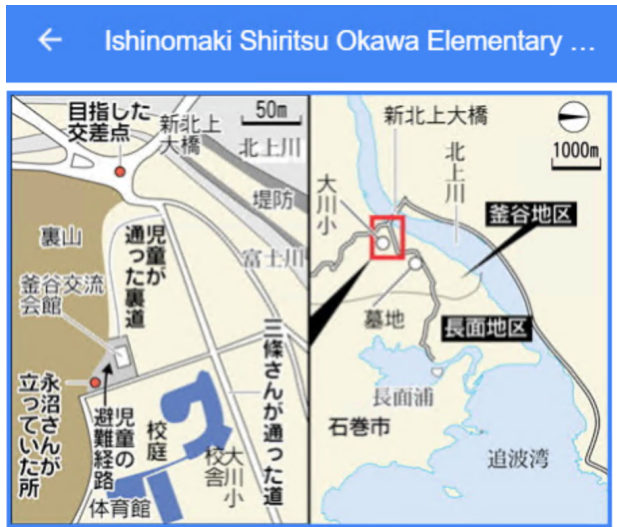 Ishinomaki Shiritsu Okawa Elementary ...
目指した
交差点
50m
新北上
大橋
北上川
堤防
裏山
児童が
通った裏道
富士川
釜谷交流
会館
三條さんが通った道
永沼さんが
立っていた所
児童の
避難経路
校庭
校舎
大川小
体育館
新北上大橋
1000m
北上川
大川小
釜谷地区
墓地
長面地区
長面浦
石巻市
追波湾